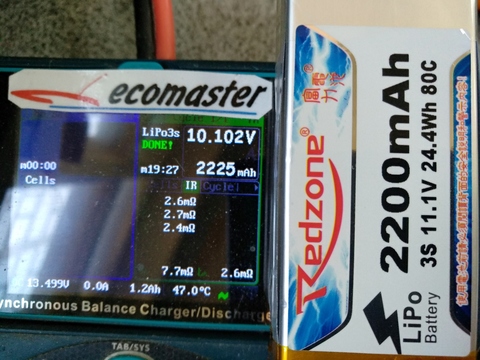 ecomaster
LiPo3s 10.102V
DONE!
m00:00
m19:27 2225mAh
Cells
IR Cycle
2.6mΩ
2.7mΩ
2.4mΩ
7.7mΩ 2.6mΩ
13.499V 0.0A 1.2Ah 47.0℃
ynchronous Balance Charger/Discharge
TAB/SYS
Redzone®
2200mAh
3S 11.1V 24.4Wh 80C
LiPo
Battery